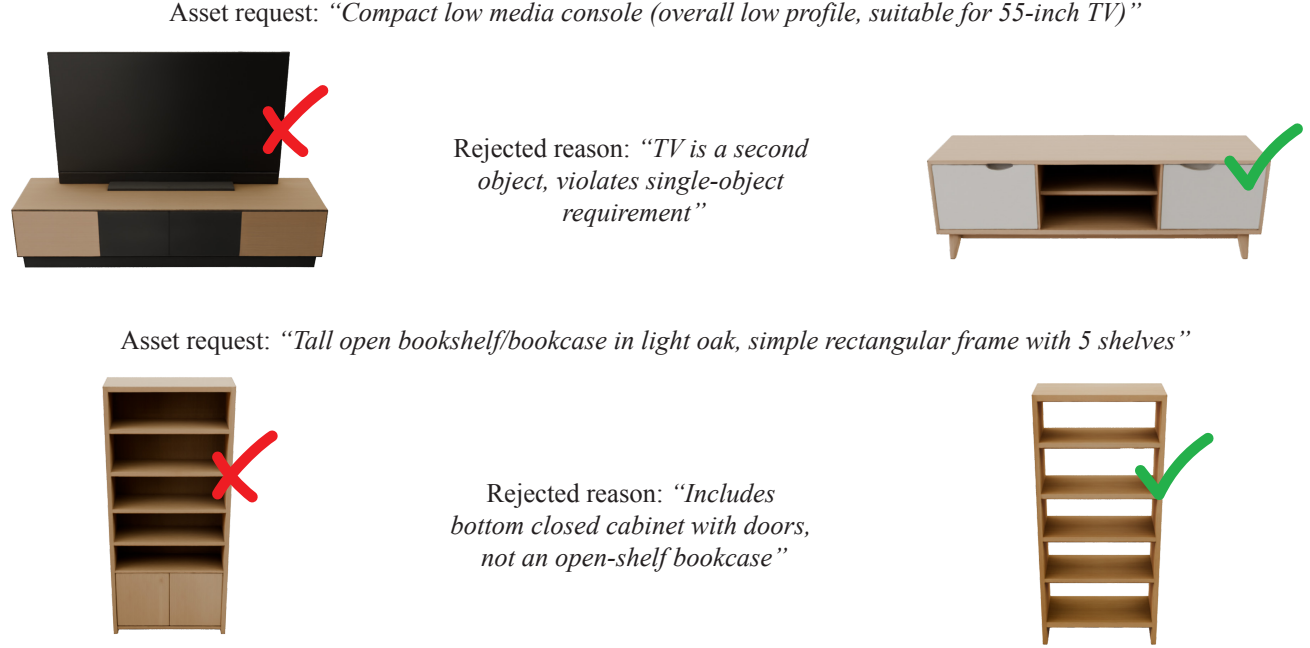 Asset request: “Compact low media console (overall low profile, suitable for 55-inch TV)”
Rejected reason: “TV is a second
object, violates single-object
requirement”
Asset request: “Tall open bookshelf/bookcase in light oak, simple rectangular frame with 5 shelves”
Rejected reason: “Includes
bottom closed cabinet with doors,
not an open-shelf bookcase”